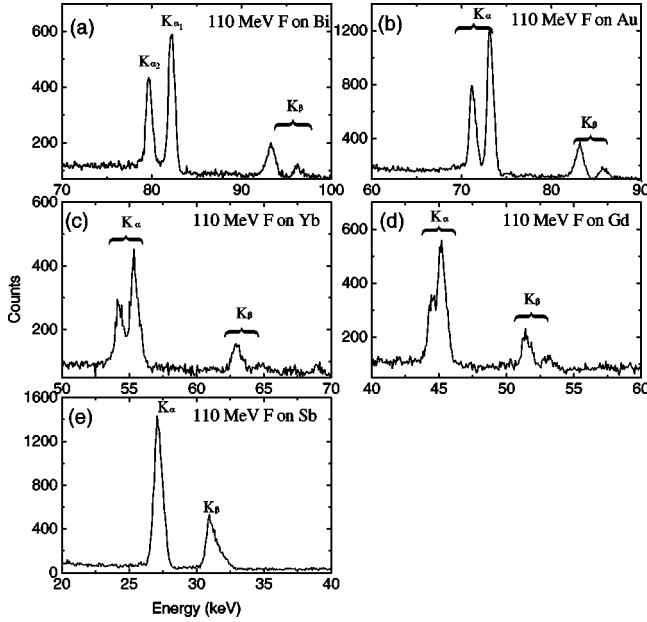 (a) 110 MeV F on Bi
Kα1
Kα2
Kβ
600
400
200
70 80 90 100
(b) 110 MeV F on Au
Kα
Kβ
1200
800
400
60 70 80 90
(c) 110 MeV F on Yb
Kα
Kβ
600
400
200
50 55 60 65 70
(d) 110 MeV F on Gd
Kα
Kβ
600
400
200
40 45 50 55 60
Counts
(e) 110 MeV F on Sb
Kα
Kβ
1600
1200
800
400
0
20 25 30 35 40
Energy (keV)